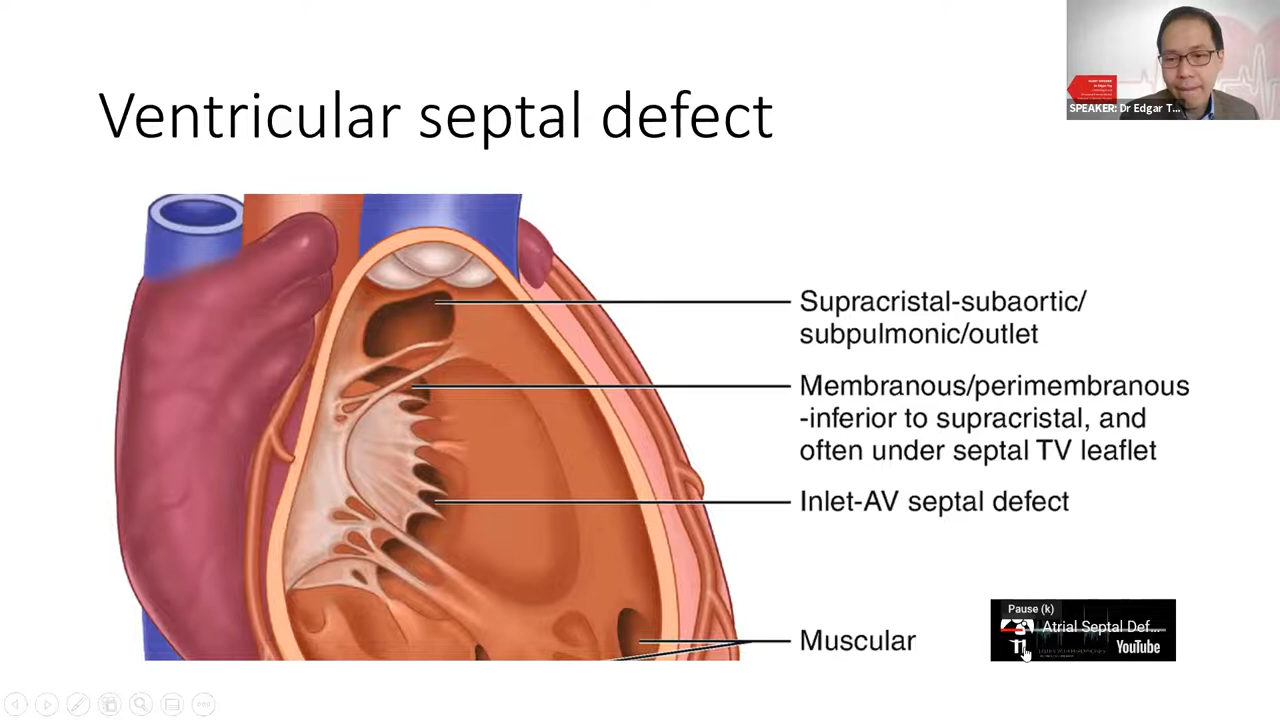 Ventricular septal defect
SPEAKER: Dr Edgar T...
Supracristal-subaortic/
subpulmonic/outlet
Membranous/perimembranous
-inferior to supracristal, and
often under septal TV leaflet
Inlet-AV septal defect
Muscular
Pause (k)
Atrial Septal Def...
YouTube